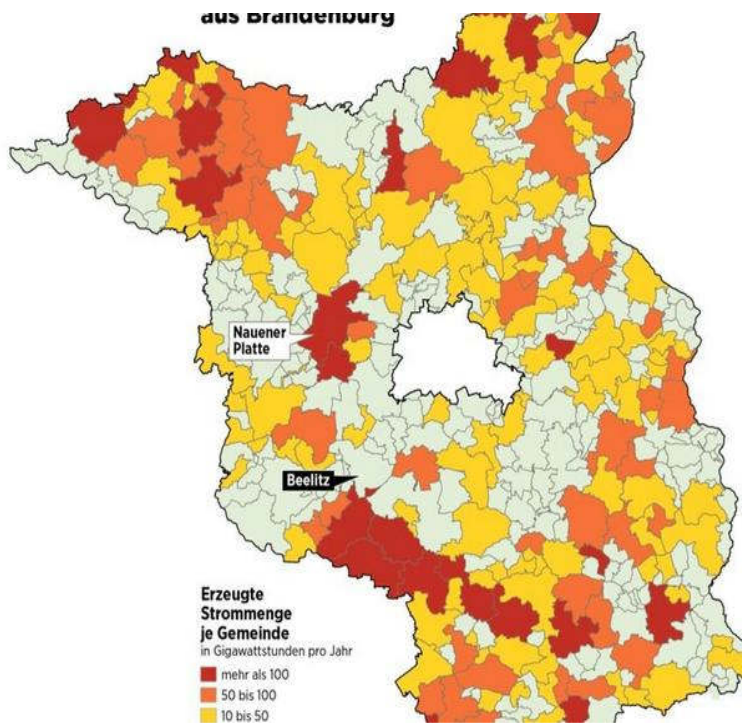 aus Brandenburg
Nauener
Platte
Beelitz
Erzeugte
Strommenge
je Gemeinde
in Gigawattstunden pro Jahr
mehr als 100
50 bis 100
10 bis 50